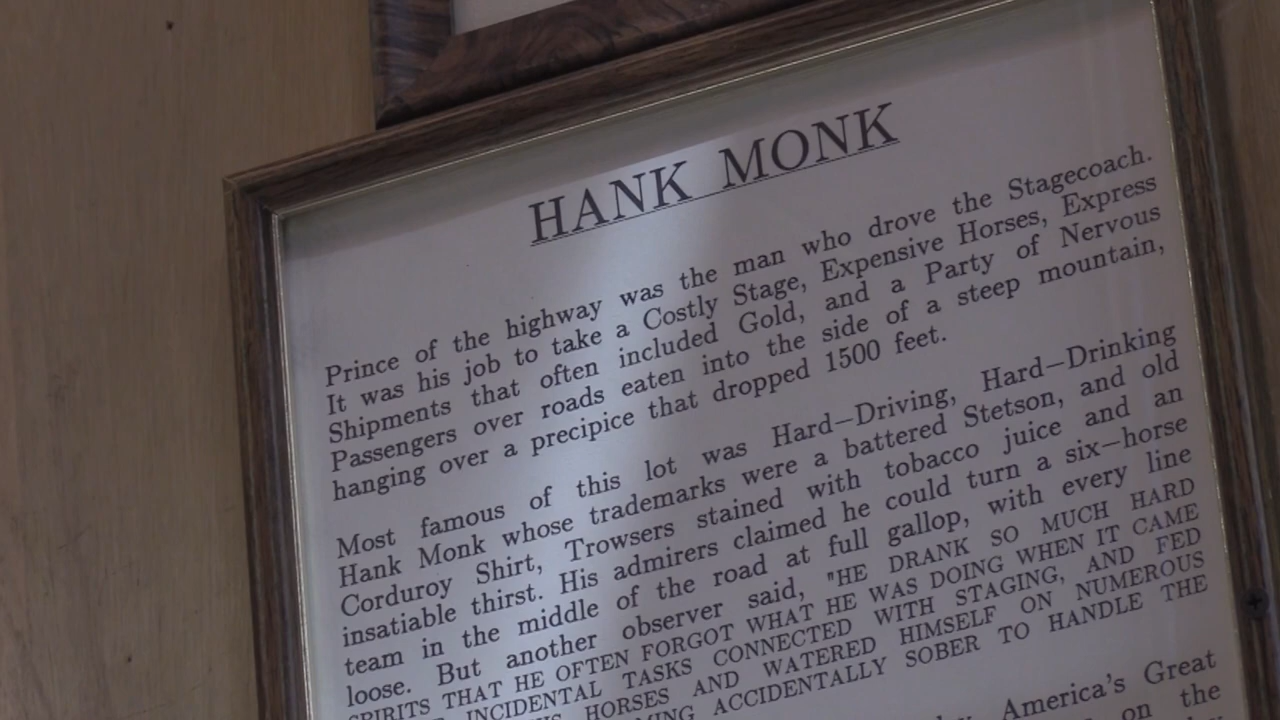 HANK MONK
Prince of the highway was the man who drove the Stagecoach.
It was his job to take a Costly Stage, Expensive Horses, Express
Shipments that often included Gold, and a Party of Nervous
Passengers over roads eaten into the side of a steep mountain,
hanging over a precipice that dropped 1500 feet.
Most famous of this lot was Hard—Driving, Hard—Drinking
Hank Monk whose trademarks were a battered Stetson, and old
Corduroy Shirt, Trowsers stained with tobacco juice and an
insatiable thirst. His admirers claimed he could turn a six—horse
team in the middle of the road at full gallop, with every line
loose. But another observer said, "HE DRANK SO MUCH HARD
SPIRITS THAT HE OFTEN FORGOT WHAT HE WAS DOING WHEN IT CAME
INCIDENTAL TASKS CONNECTED WITH STAGING, AND FED
HORSES AND WATERED HIMSELF ON NUMEROUS
ACCIDENTALLY SOBER TO HANDLE THE
America's Great
on the